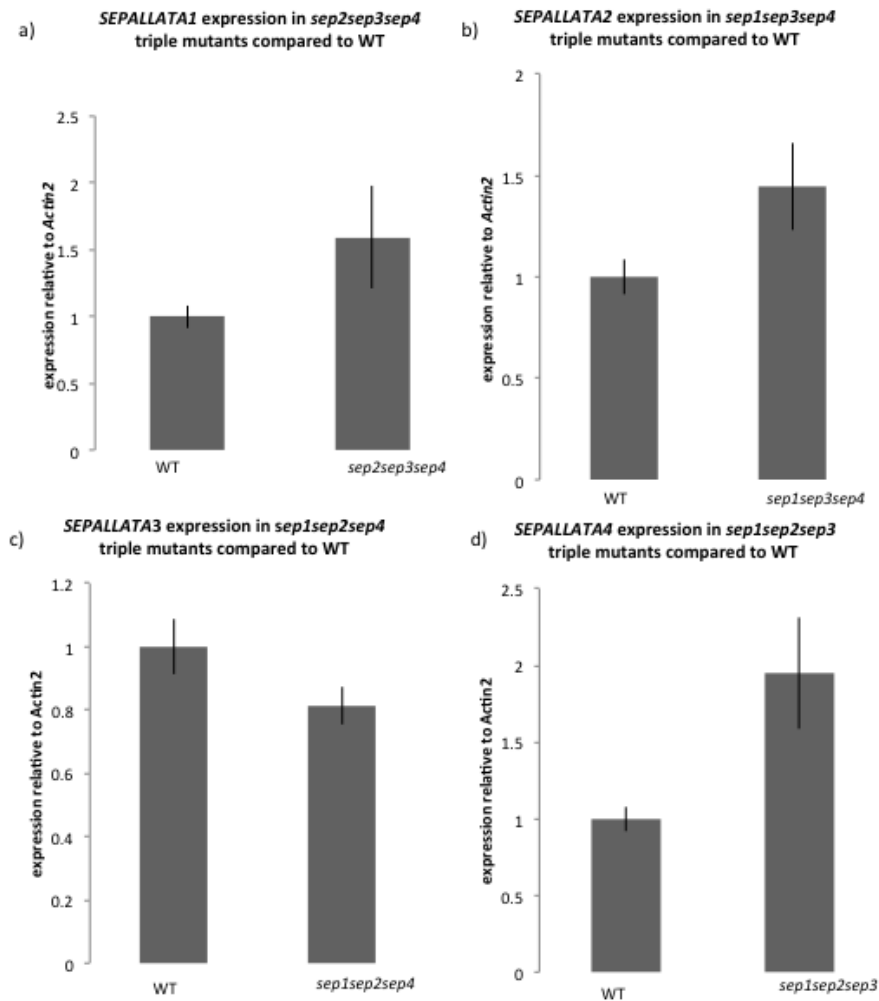 a)
SEPALLATA1 expression in sep2sep3sep4
triple mutants compared to WT
expression relative to Actin2
2.5
2
1.5
1
0.5
0
WT
sep2sep3sep4
b)
SEPALLATA2 expression in sep1sep3sep4
triple mutants compared to WT
expression relative to Actin2
2
1.5
1
0.5
0
WT
sep1sep3sep4
c)
SEPALLATA3 expression in sep1sep2sep4
triple mutants compared to WT
expression relative to Actin2
1.2
1
0.8
0.6
0.4
0.2
0
WT
sep1sep2sep4
d)
SEPALLATA4 expression in sep1sep2sep3
triple mutants compared to WT
expression relative to Actin2
2.5
2
1.5
1
0.5
0
WT
sep1sep2sep3